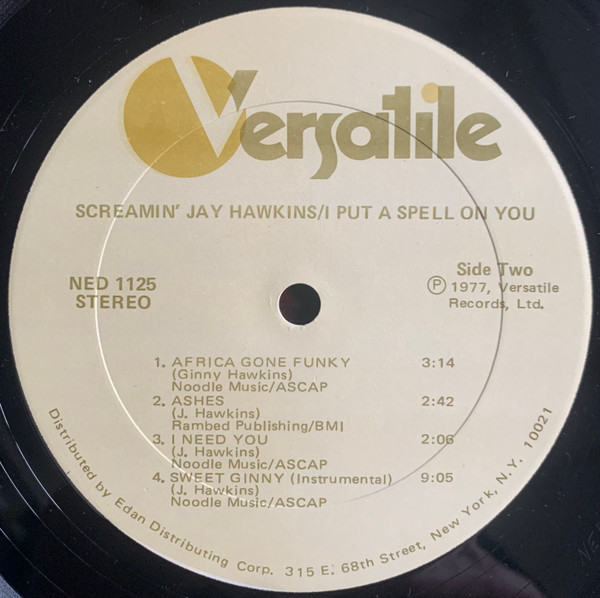 Versatile
SCREAMIN' JAY HAWKINS/I PUT A SPELL ON YOU
NED 1125
STEREO
Side Two
Ⓟ 1977, Versatile
Records, Ltd.
1. AFRICA GONE FUNKY 3:14
(Ginny Hawkins)
Noodle Music/ASCAP
2. ASHES 2:42
(J. Hawkins)
Rambed Publishing/BMI
3. I NEED YOU 2:06
(J. Hawkins)
Noodle Music/ASCAP
4. SWEET GINNY (Instrumental) 9:05
(J. Hawkins)
Noodle Music/ASCAP
Distributed by Edan Distributing Corp. 315 E. 68th Street, New York, N.Y. 10021